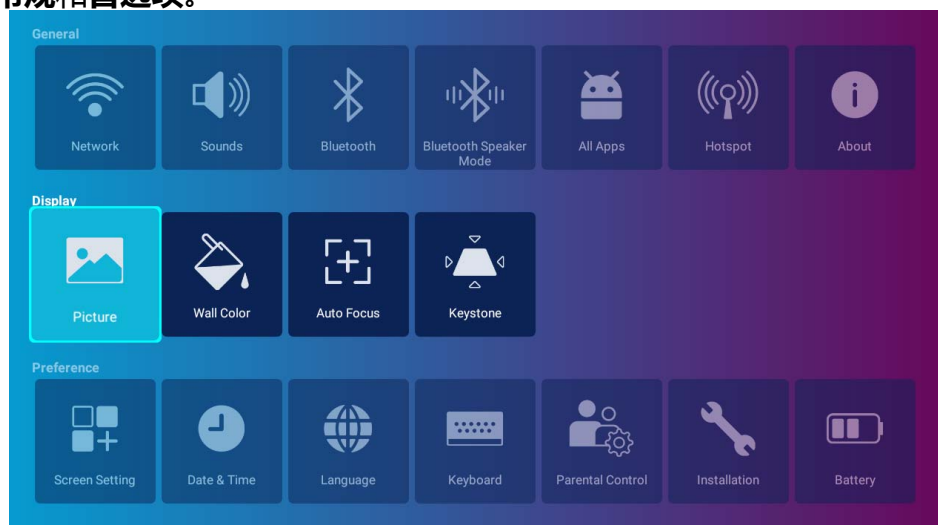 General
Network
Sounds
Bluetooth
Bluetooth Speaker
Mode
All Apps
Hotspot
About
Display
Picture
Wall Color
Auto Focus
Keystone
Preference
Screen Setting
Date & Time
Language
Keyboard
Parental Control
Installation
Battery